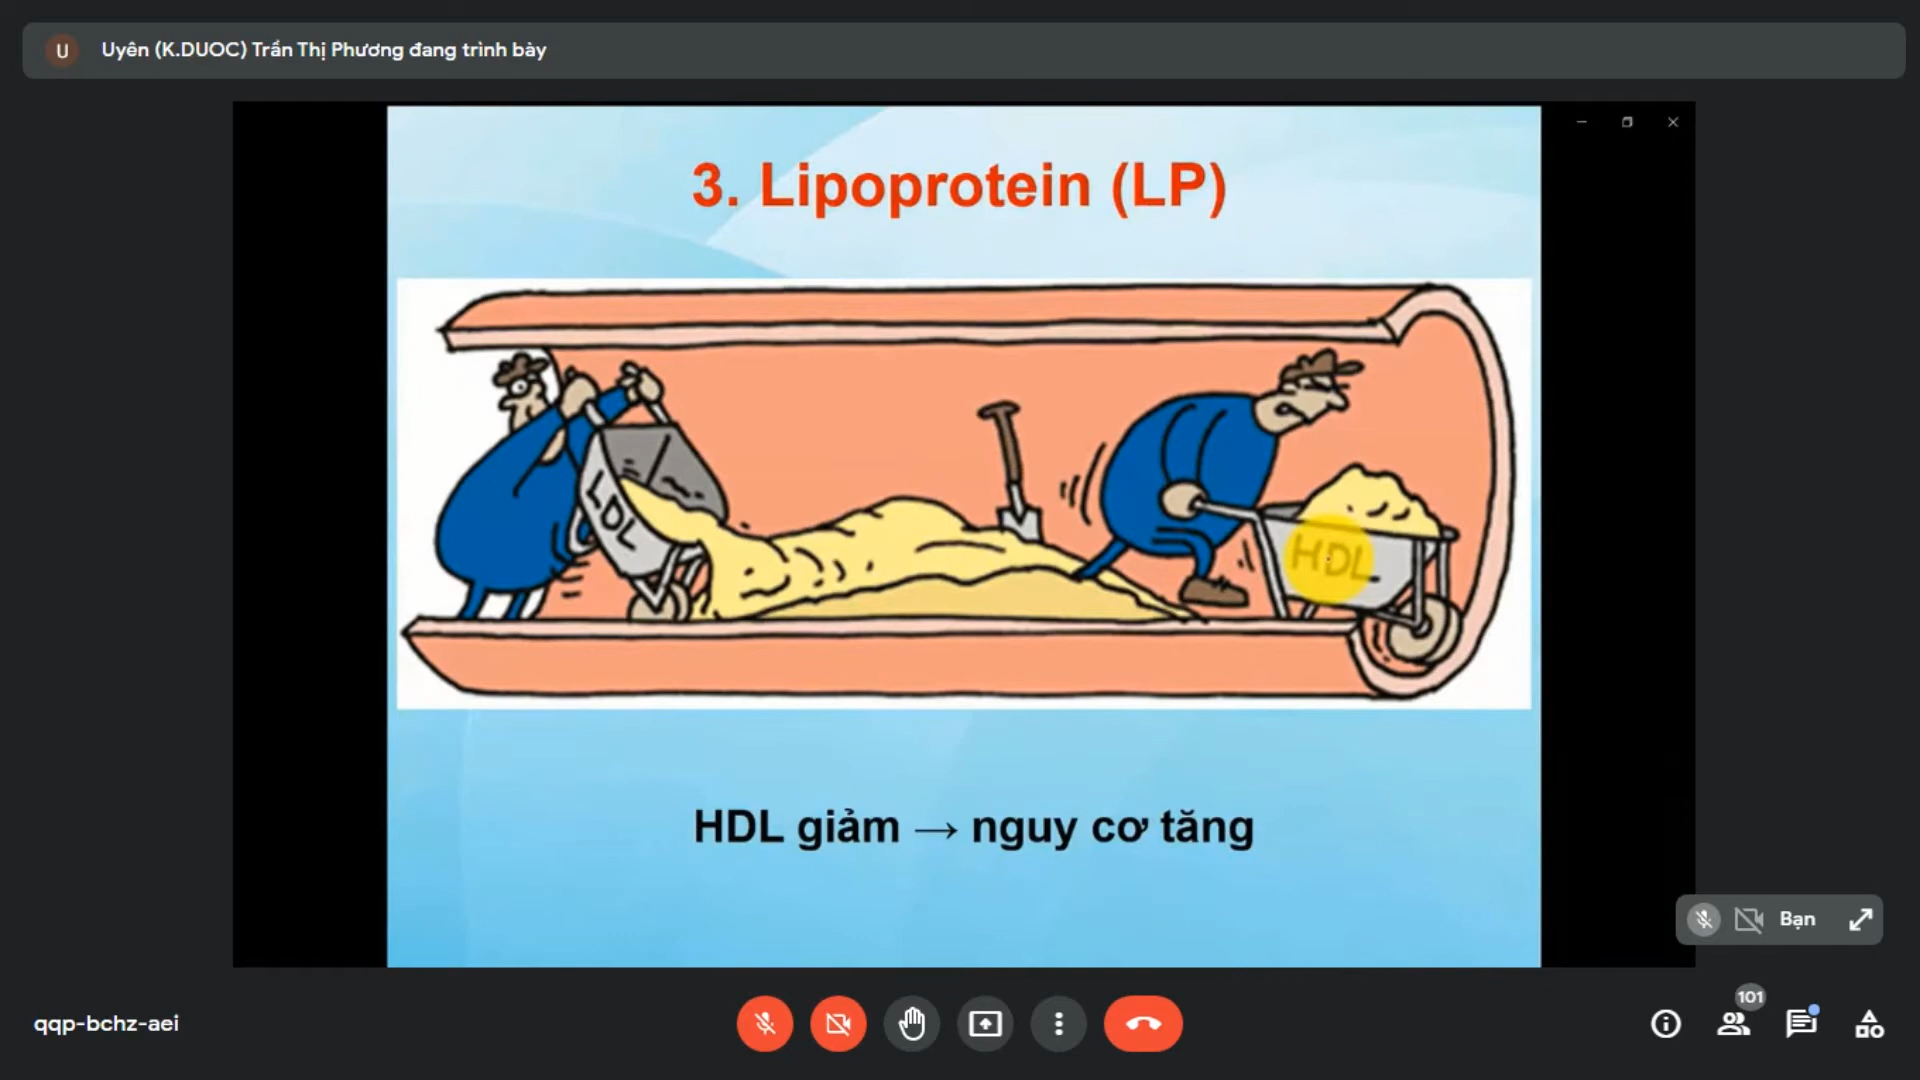 U
Uyên (K.DUOC) Trần Thị Phương đang trình bày
3. Lipoprotein (LP)
LDL
HDL
HDL giảm → nguy cơ tăng
Bạn
qqp-bchz-aei
101